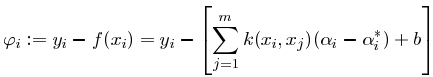 φ_i := y_i − f(x_i) = y_i − [ ∑_{j=1}^{m} k(x_i, x_j)(α_i − α_i^*) + b ]